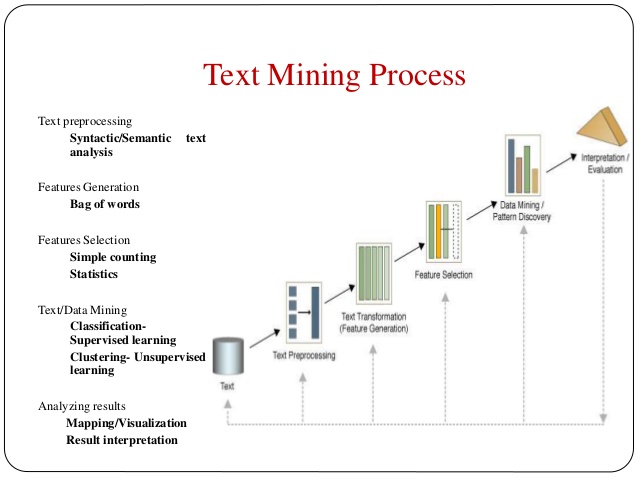 Text Mining Process
Text preprocessing
Syntactic/Semantic text
analysis
Features Generation
Bag of words
Features Selection
Simple counting
Statistics
Text/Data Mining
Classification-
Supervised learning
Clustering- Unsupervised
learning
Analyzing results
Mapping/Visualization
Result interpretation
Text
Text Preprocessing
Text Transformation
(Feature Generation)
Feature Selection
Data Mining /
Pattern Discovery
Interpretation /
Evaluation